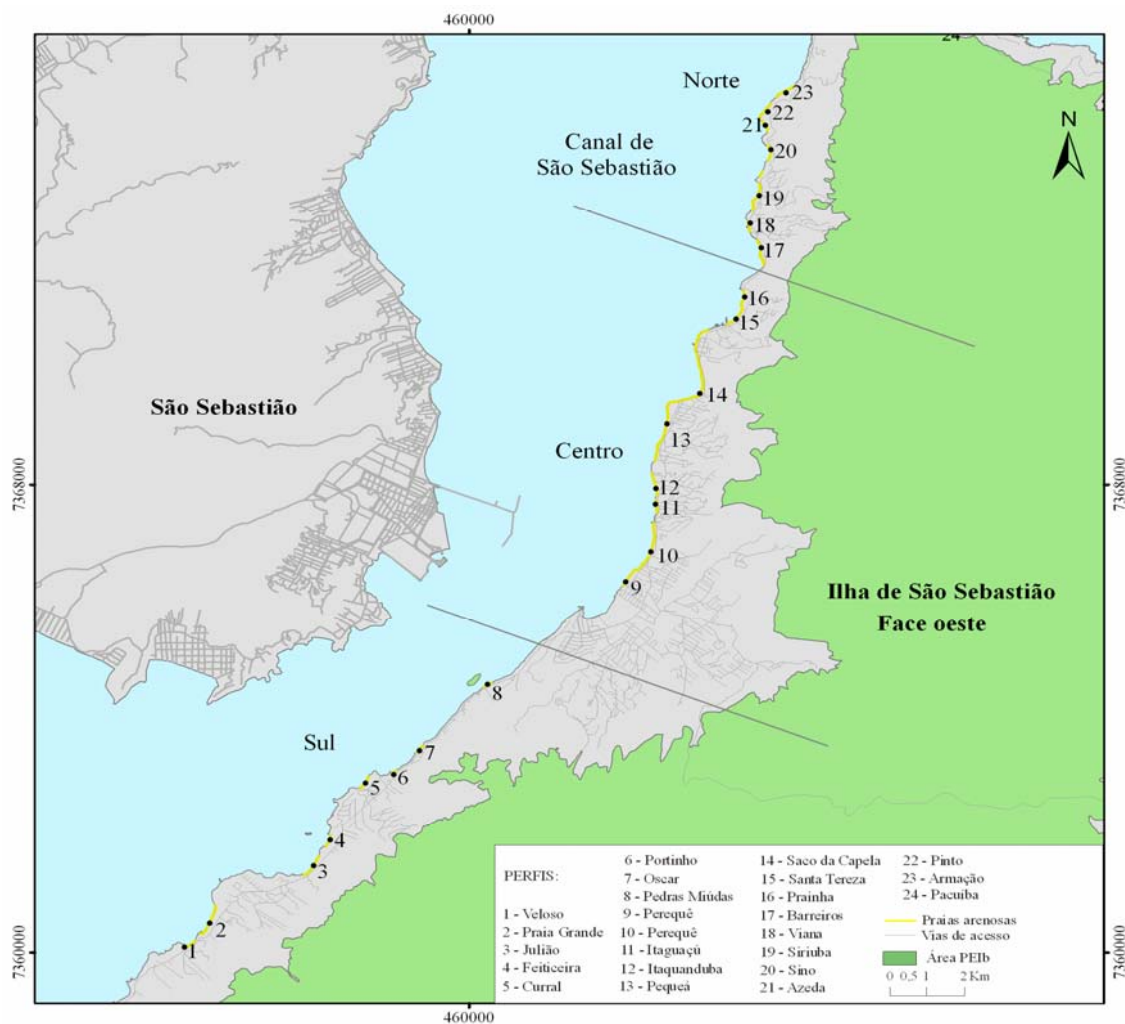 460000
24
Norte
23
22
N
21
Canal de
São Sebastião
20
19
18
17
16
15
São Sebastião
14
Centro
13
7368000
12
7368000
11
10
9
Ilha de São Sebastião
Face oeste
8
Sul
7
6
5
4
3
2
1
PERFIS:
1 - Veloso
2 - Praia Grande
3 - Julião
4 - Feiticeira
5 - Curral
6 - Portinho
7 - Oscar
8 - Pedras Miúdas
9 - Perequê
10 - Perequê
11 - Itaguaçú
12 - Itaquanduba
13 - Pequeá
14 - Saco da Capela
15 - Santa Tereza
16 - Prainha
17 - Barreiros
18 - Viana
19 - Siriuba
20 - Sino
21 - Azeda
22 - Pinto
23 - Armação
24 - Pacuíba
Praias arenosas
Vias de acesso
Área PEIb
0 0,5 1 2 Km
7360000
7360000
460000